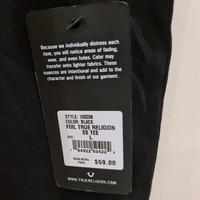 Because we individually distress each
item, you will notice areas of fading,
wear, and even holes. Color may
transfer onto lighter fabrics. These
nuances are intentional and add to the
character and finish of our garment.
COLOR: BLACK
FOIL TRUE RELIGION
SS TEE
L
$59.00
WWW.TRUERELIGION.COM